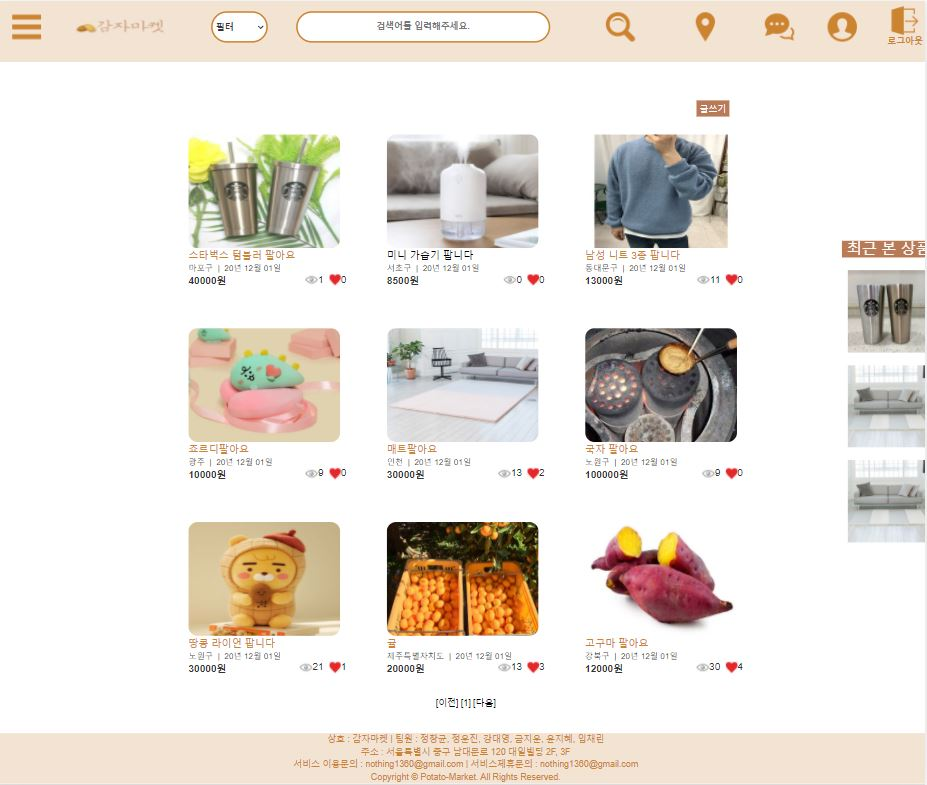 감자마켓
필터
검색어를 입력해주세요.
로그아웃
글쓰기
스타벅스 텀블러 팔아요
마포구 | 20년 12월 01일
40000원 1 0
미니 가습기 팝니다
서초구 | 20년 12월 01일
8500원 0 0
남성 니트 3종 팝니다
동대문구 | 20년 12월 01일
13000원 11 0
최근 본 상품
죠르디팔아요
광주 | 20년 12월 01일
10000원 9 0
매트팔아요
인천 | 20년 12월 01일
30000원 13 2
국자 팔아요
노원구 | 20년 12월 01일
100000원 9 0
땅콩 라이언 팝니다
노원구 | 20년 12월 01일
30000원 21 1
귤
제주특별자치도 | 20년 12월 01일
20000원 13 3
고구마 팔아요
강북구 | 20년 12월 01일
12000원 30 4
[이전] [1] [다음]
상호 : 감자마켓 | 팀원 : 정창균, 정운진, 강대영, 금지운, 윤지혜, 임채린
주소 : 서울특별시 중구 남대문로 120 대일빌딩 2F, 3F
서비스 이용문의 : nothing1360@gmail.com | 서비스제휴문의 : nothing1360@gmail.com
Copyright © Potato-Market. All Rights Reserved.